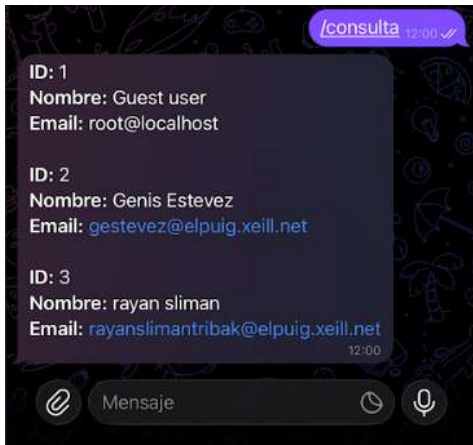 /consulta 12:00
ID: 1
Nombre: Guest user
Email: root@localhost
ID: 2
Nombre: Genis Estevez
Email: gestevez@elpuig.xeill.net
ID: 3
Nombre: rayan sliman
Email: rayanslimantribak@elpuig.xeill.net
12:00
Mensaje